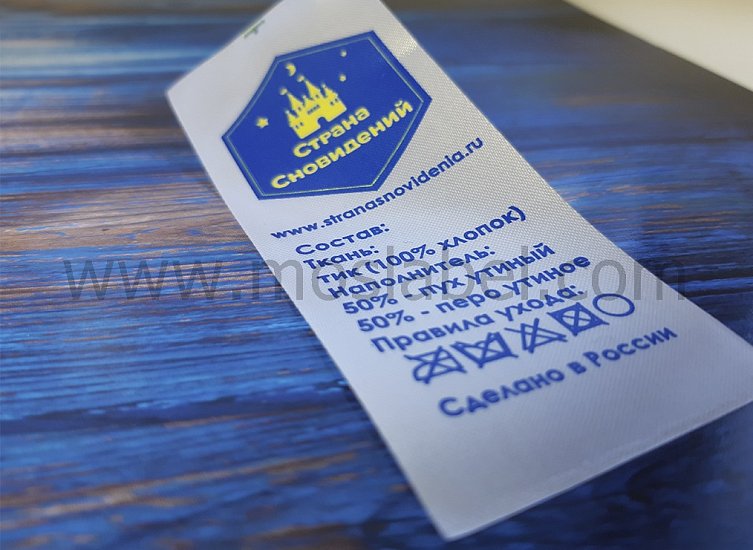 Страна
Сновидений
www.stranasnovidenia.ru
Состав:
Ткань:
тик (100% хлопок)
Наполнитель:
50% - пух утиный
50% - перо утиное
Правила ухода:
Сделано в России
www.moslabel.com